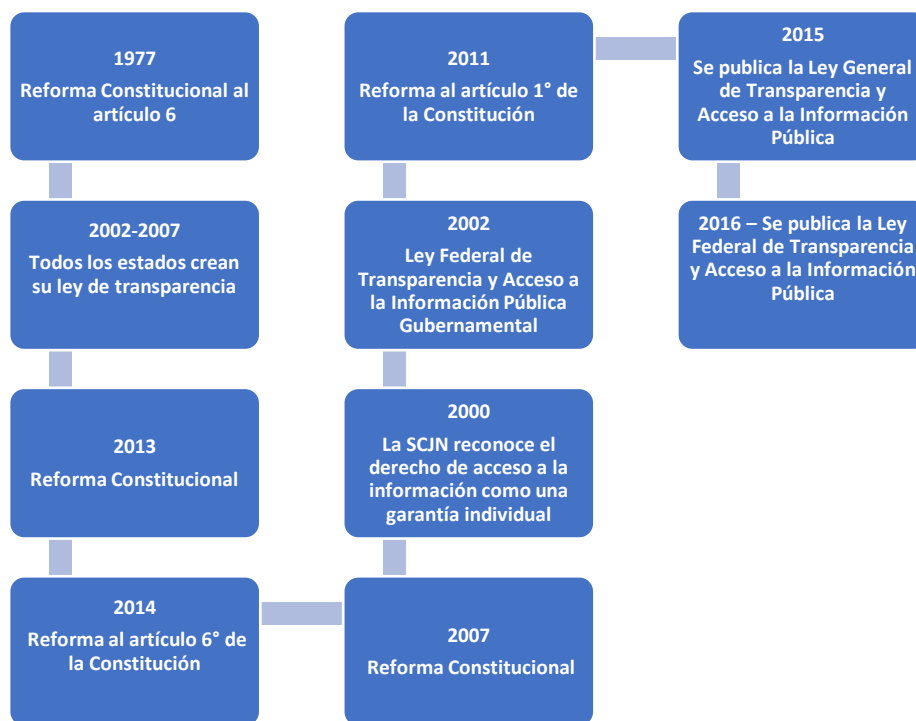 1977
Reforma Constitucional al
artículo 6
2002-2007
Todos los estados crean
su ley de transparencia
2013
Reforma Constitucional
2014
Reforma al artículo 6° de
la Constitución
2007
Reforma Constitucional
2000
La SCJN reconoce el
derecho de acceso a la
información como una
garantía individual
2002
Ley Federal de
Transparencia y Acceso a
la Información Pública
Gubernamental
2011
Reforma al artículo 1° de
la Constitución
2015
Se publica la Ley General
de Transparencia y
Acceso a la Información
Pública
2016 – Se publica la Ley
Federal de Transparencia
y Acceso a la Información
Pública